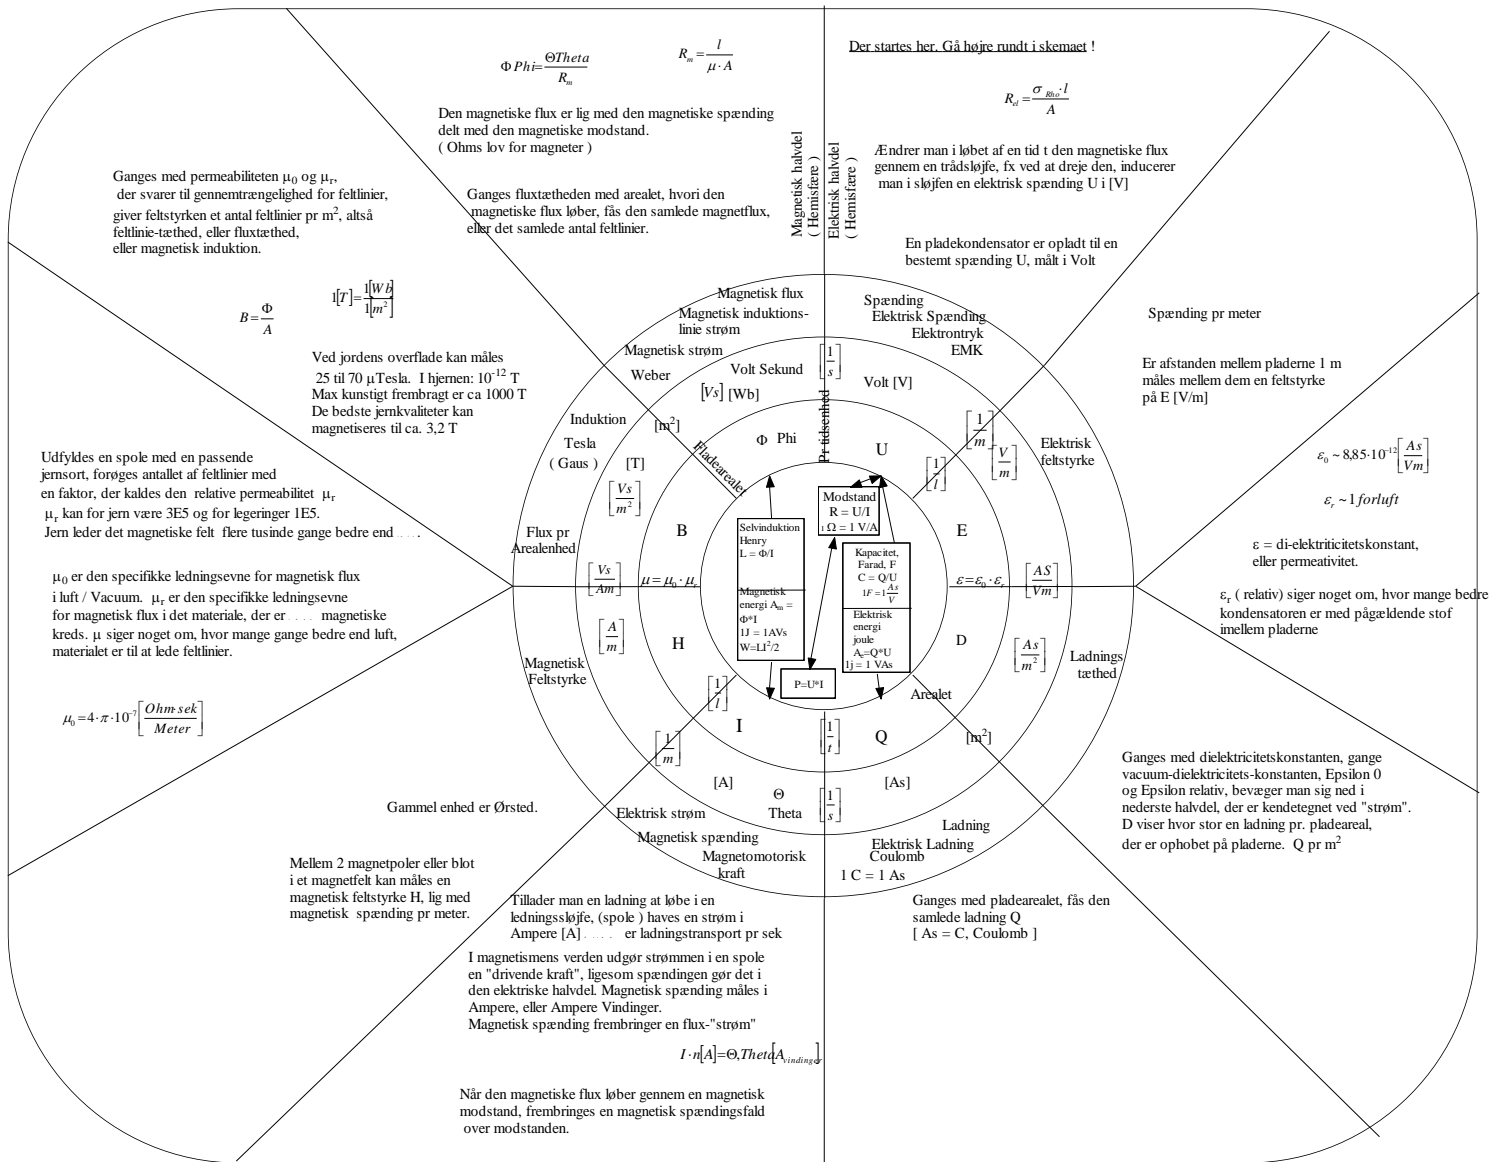 Der startes her. Gå højre rundt i skemaet !
R_el = σ_Rho · l / A
Ændrer man i løbet af en tid t den magnetiske flux
gennem en trådsløjfe, fx ved at dreje den, inducerer
man i sløjfen en elektrisk spænding U i [V]
En pladekondensator er opladt til en
bestemt spænding U, målt i Volt
Magnetisk halvdel
( Hemisfære )
Elektrisk halvdel
( Hemisfære )
Spænding pr meter
Er afstanden mellem pladerne 1 m
måles mellem dem en feltstyrke
på E [V/m]
ε₀ ~ 8,85·10⁻¹² [As/Vm]
ε_r ~ 1 for luft
ε = di-elektriticitetskonstant,
eller permeativitet.
ε_r ( relativ) siger noget om, hvor mange bedre
kondensatoren er med pågældende stof
imellem pladerne
Ganges med dielektricitetskonstanten, gange
vacuum-dielektricitets-konstanten, Epsilon 0
og Epsilon relativ, bevæger man sig ned i
nederste halvdel, der er kendetegnet ved "strøm".
D viser hvor stor en ladning pr. pladeareal,
der er ophobet på pladerne. Q pr m²
Ganges med pladearealet, fås den
samlede ladning Q
[ As = C, Coulomb ]
Tillader man en ladning at løbe i en
ledningssløjfe, (spole ) haves en strøm i
Ampere [A] er ladningstransport pr sek
I magnetismens verden udgør strømmen i en spole
en "drivende kraft", ligesom spændingen gør det i
den elektriske halvdel. Magnetisk spænding måles i
Ampere, eller Ampere Vindinger.
Magnetisk spænding frembringer en flux-"strøm"
I·n[A]=Θ,Theta[A_vindinger]
Når den magnetiske flux løber gennem en magnetisk
modstand, frembringes en magnetisk spændingsfald
over modstanden.
Gammel enhed er Ørsted.
Mellem 2 magnetpoler eller blot
i et magnetfelt kan måles en
magnetisk feltstyrke H, lig med
magnetisk spænding pr meter.
Udfyldes en spole med en passende
jernsort, forøges antallet af feltlinier med
en faktor, der kaldes den relative permeabilitet μ_r
μ_r kan for jern være 3E5 og for legeringer 1E5.
Jern leder det magnetiske felt flere tusinde gange bedre end
μ₀ er den specifikke ledningsevne for magnetisk flux
i luft / Vacuum. μ_r er den specifikke ledningsevne
for magnetisk flux i det materiale, der er magnetiske
kreds. μ siger noget om, hvor mange gange bedre end luft,
materialet er til at lede feltlinier.
μ₀ = 4·π·10⁻⁷ [Ohm·sek/Meter]
Ganges med permeabiliteten μ₀ og μ_r,
der svarer til gennemtrængelighed for feltlinier,
giver feltstyrken et antal feltlinier pr m², altså
feltlinie-tæthed, eller fluxtæthed,
eller magnetisk induktion.
B = Φ/A
1[T] = 1[Wb]/1[m²]
Ved jordens overflade kan måles
25 til 70 μTesla. I hjernen: 10⁻¹² T
Max kunstigt frembragt er ca 1000 T
De bedste jernkvaliteter kan
magnetiseres til ca. 3,2 T
Φ Phi = ΘTheta / R_m
R_m = l / μ·A
Den magnetiske flux er lig med den magnetiske spænding
delt med den magnetiske modstand.
( Ohms lov for magneter )
Ganges fluxtætheden med arealet, hvori den
magnetiske flux løber, fås den samlede magnetflux,
eller det samlede antal feltlinier.
Magnetisk flux
Magnetisk induktions-
linie strøm
Magnetisk strøm
Weber
Spænding
Elektrisk Spænding
Elektrontryk
EMK
Elektrisk
feltstyrke
Ladnings
tæthed
Ladning
Elektrisk Ladning
Coulomb
1 C = 1 As
Elektrisk strøm
Magnetisk spænding
Magnetomotorisk
kraft
Magnetisk
Feltstyrke
Flux pr
Arealenhed
Induktion
Tesla
( Gaus )
Volt Sekund
[Vs] [Wb]
[1/s]
Volt [V]
[1/m]
[V/m]
[AS/Vm]
[As/m²]
[m²]
[As]
[1/s]
Θ
Theta
[A]
[1/m]
[A/m]
[Vs/Am]
[Vs/m²]
[T]
[m²]
Φ Phi
Pr tidsenhed
U
[1/l]
E
ε=ε₀·ε_r
D
Arealet
Q
[1/t]
I
[1/l]
H
μ=μ₀·μ_r
B
Fladearealet
Modstand
R = U/I
1 Ω = 1 V/A
Selvinduktion
Henry
L = Φ/I
Magnetisk
energi A_m =
Φ*I
1J = 1AVs
W=LI²/2
Kapacitet,
Farad, F
C = Q/U
1F = 1 As/V
Elektrisk
energi
joule
A_e=Q*U
1j = 1 VAs
P=U*I